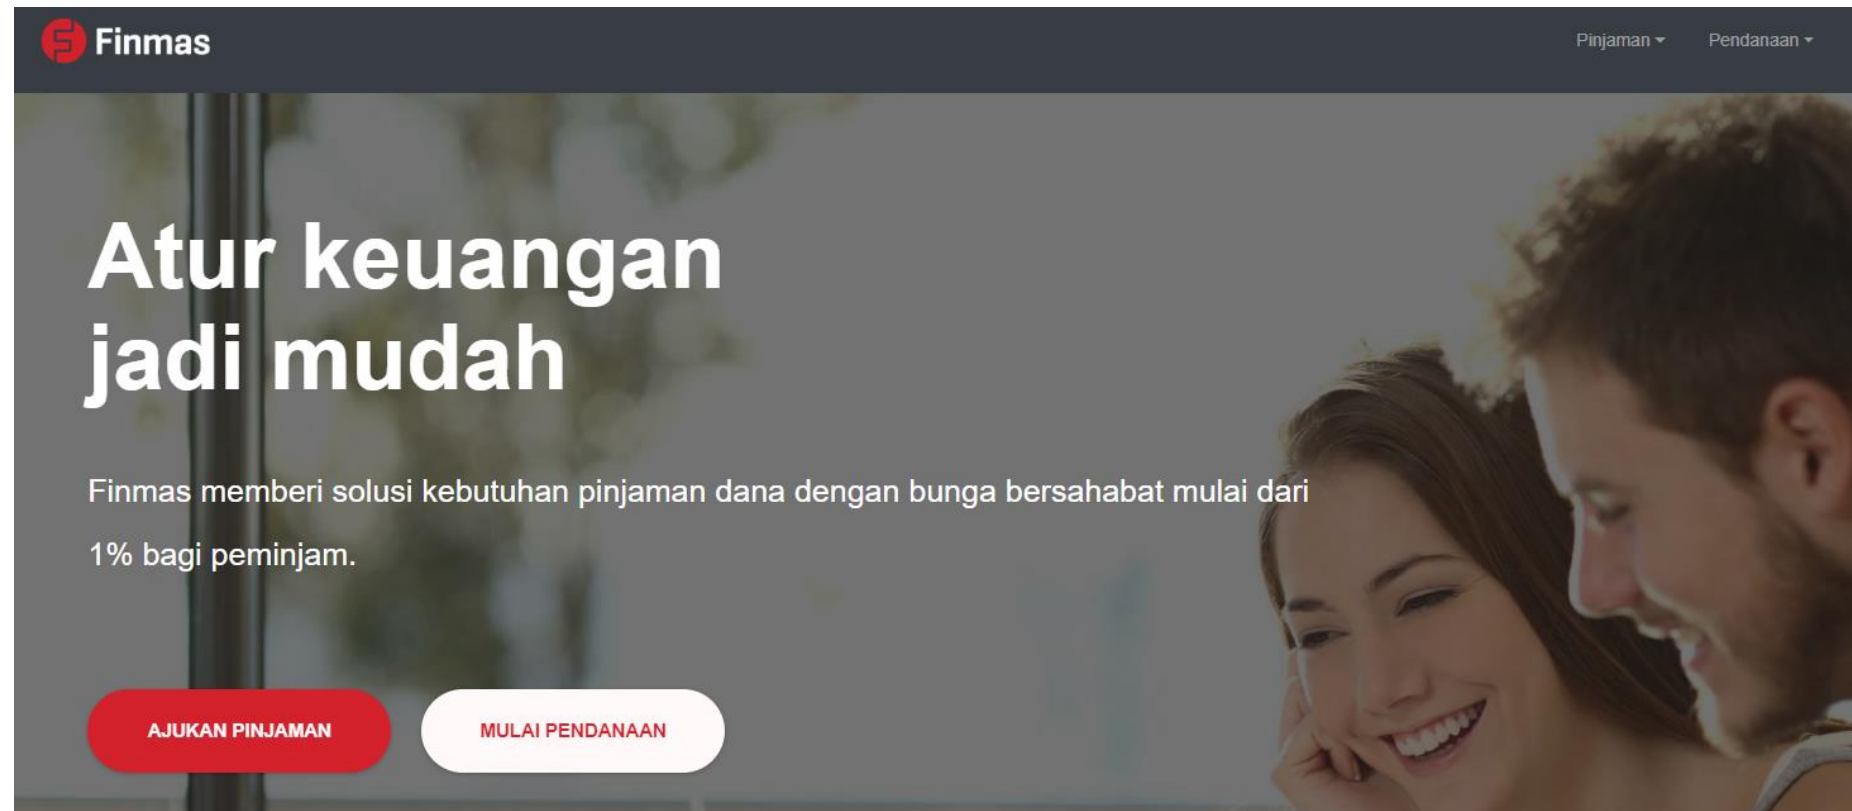 Finmas
Pinjaman
Pendanaan
Atur keuangan
jadi mudah
Finmas memberi solusi kebutuhan pinjaman dana dengan bunga bersahabat mulai dari
1% bagi peminjam.
AJUKAN PINJAMAN
MULAI PENDANAAN